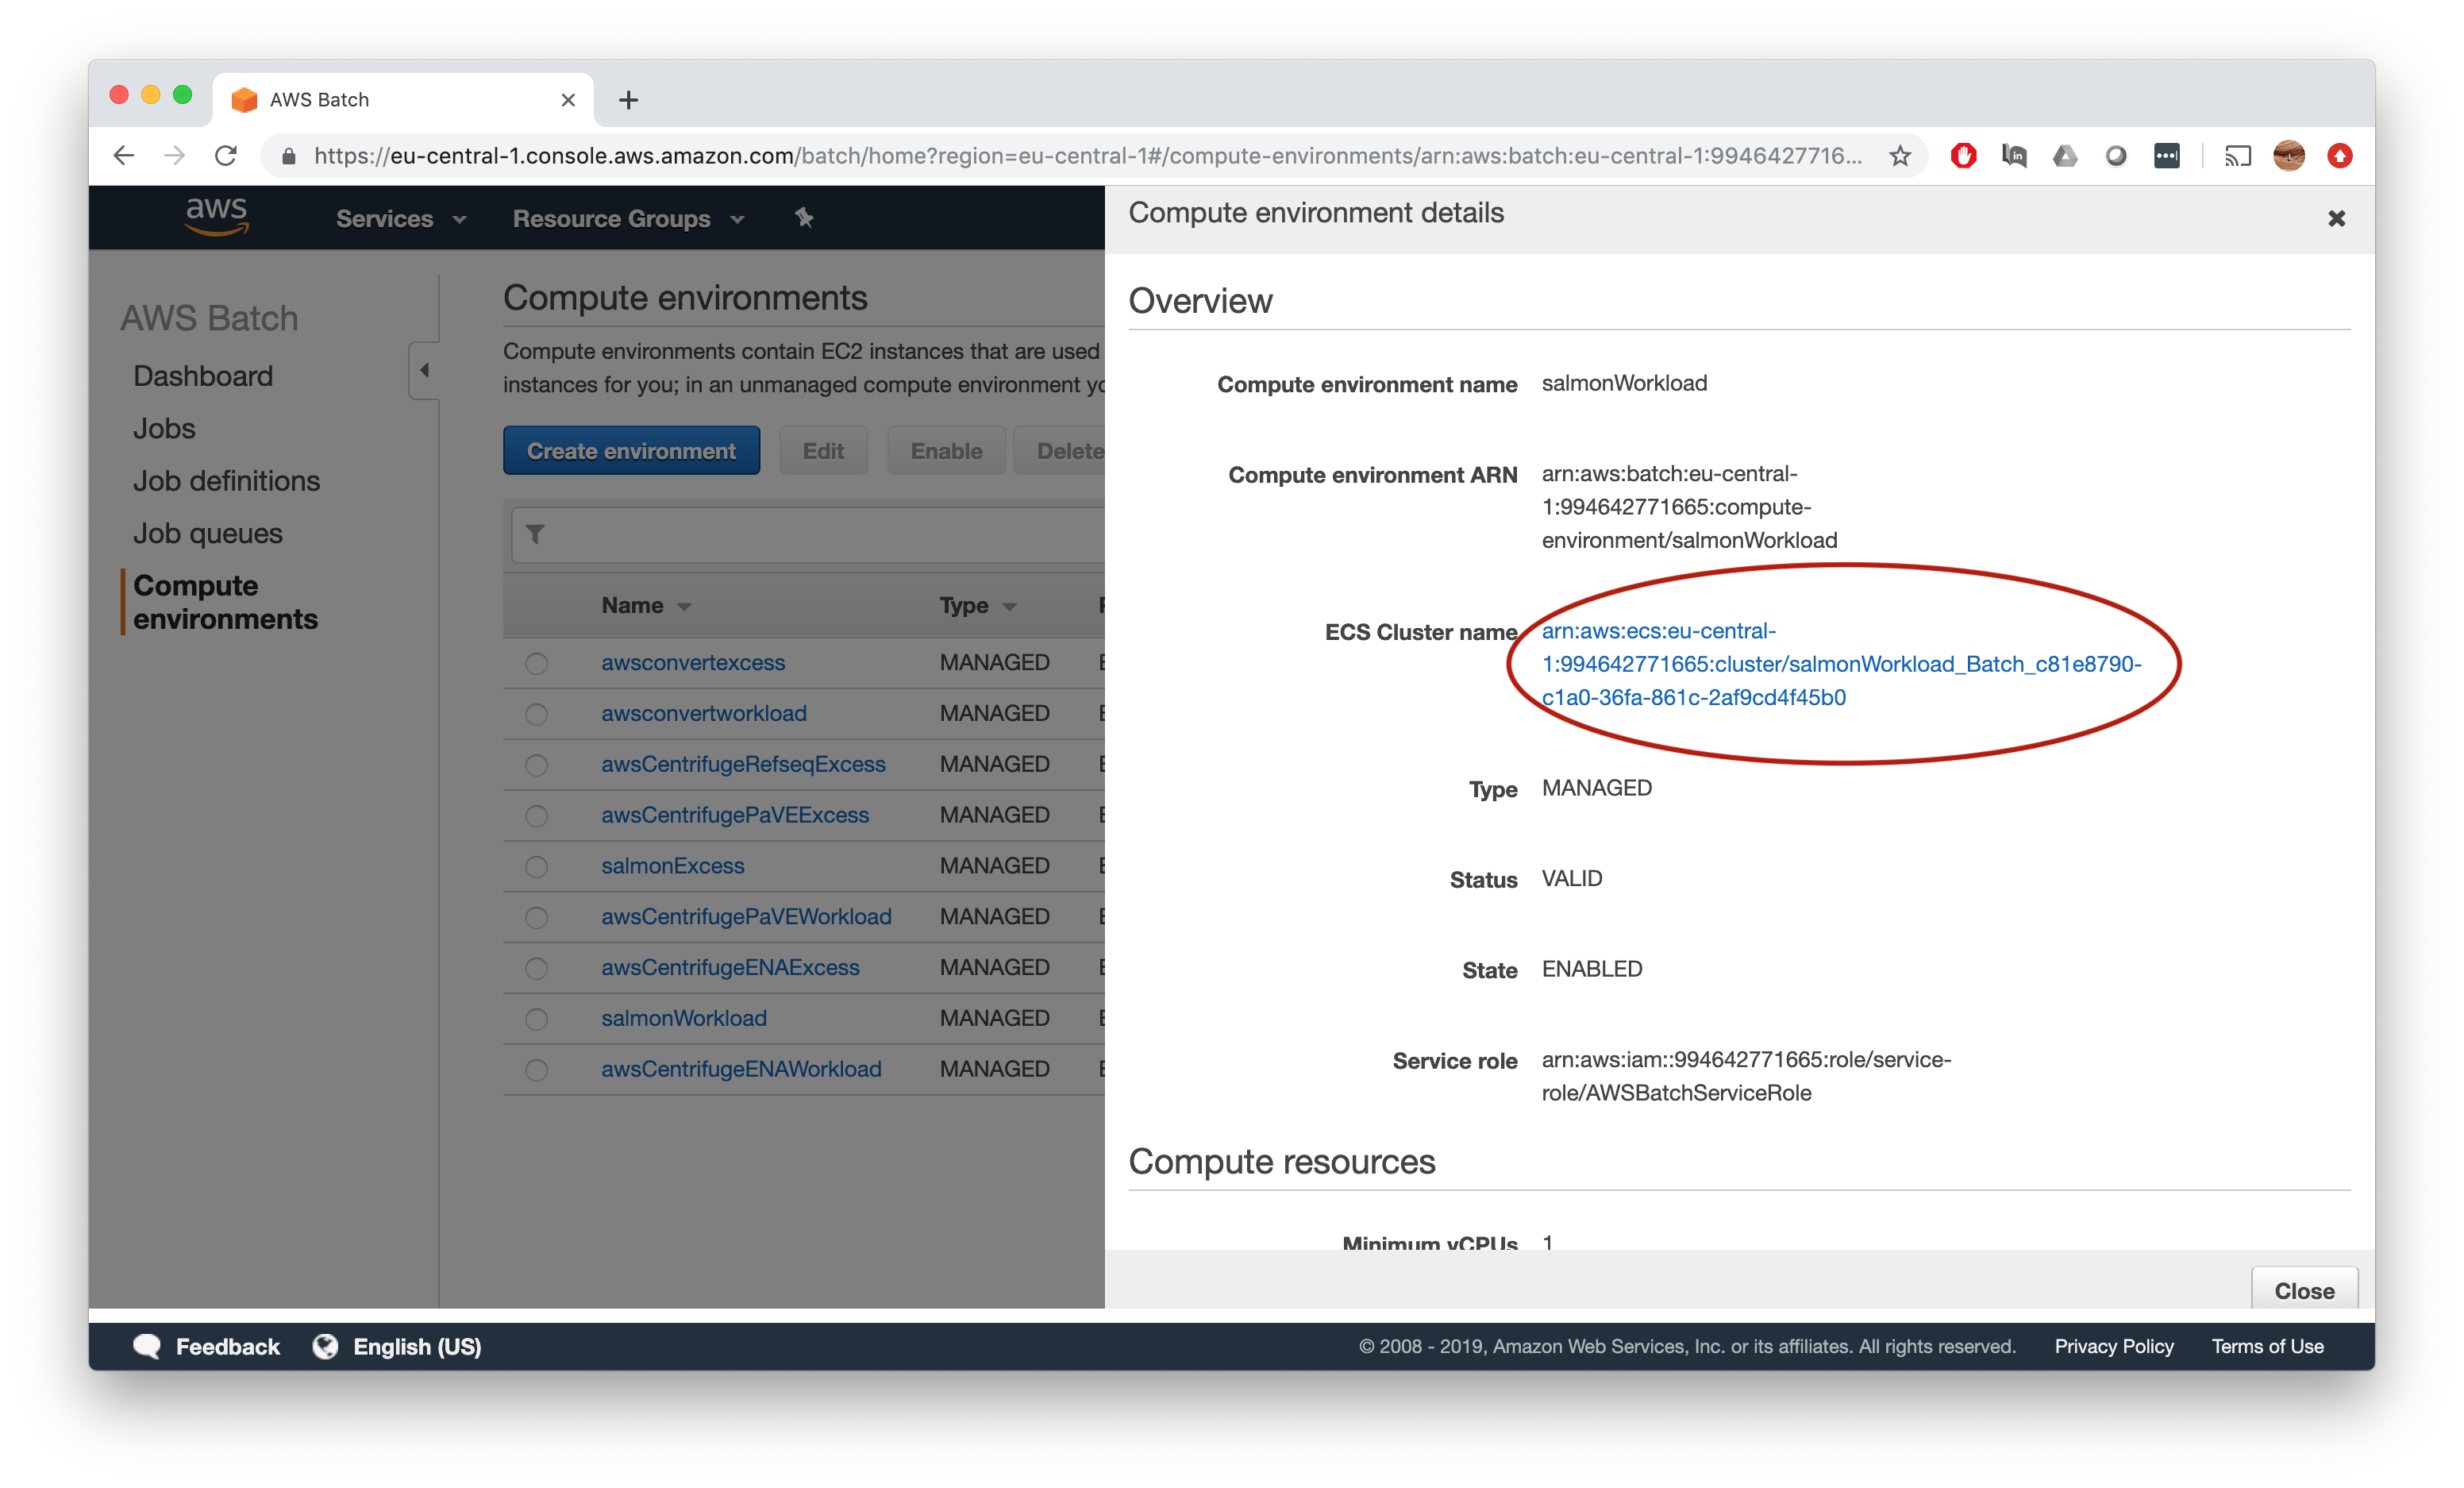 AWS Batch
https://eu-central-1.console.aws.amazon.com/batch/home?region=eu-central-1#/compute-environments/arn:aws:batch:eu-central-1:9946427716...
aws
Services
Resource Groups
AWS Batch
Dashboard
Jobs
Job definitions
Job queues
Compute
environments
Compute environments
Compute environments contain EC2 instances that are used
instances for you; in an unmanaged compute environment yo
Create environment
Edit
Enable
Delete
Name
Type
awsconvertexcess MANAGED
awsconvertworkload MANAGED
awsCentrifugeRefseqExcess MANAGED
awsCentrifugePaVEExcess MANAGED
salmonExcess MANAGED
awsCentrifugePaVEWorkload MANAGED
awsCentrifugeENAExcess MANAGED
salmonWorkload MANAGED
awsCentrifugeENAWorkload MANAGED
Compute environment details
Overview
Compute environment name salmonWorkload
Compute environment ARN arn:aws:batch:eu-central-
1:994642771665:compute-
environment/salmonWorkload
ECS Cluster name arn:aws:ecs:eu-central-
1:994642771665:cluster/salmonWorkload_Batch_c81e8790-
c1a0-36fa-861c-2af9cd4f45b0
Type MANAGED
Status VALID
State ENABLED
Service role arn:aws:iam::994642771665:role/service-
role/AWSBatchServiceRole
Compute resources
Minimum vCPUs 1
Close
Feedback
English (US)
© 2008 - 2019, Amazon Web Services, Inc. or its affiliates. All rights reserved.
Privacy Policy
Terms of Use